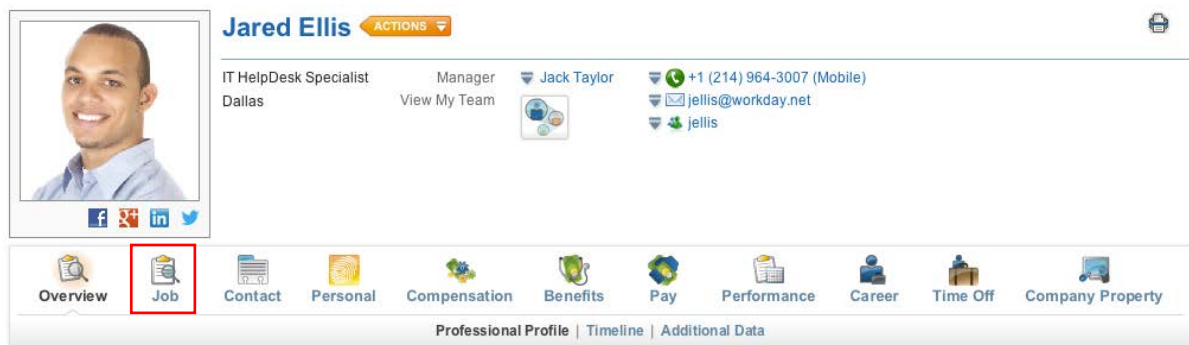 Jared Ellis ACTIONS
IT HelpDesk Specialist
Dallas
Manager
Jack Taylor
View My Team
+1 (214) 964-3007 (Mobile)
jellis@workday.net
jellis
f g+ in
Overview Job Contact Personal Compensation Benefits Pay Performance Career Time Off Company Property
Professional Profile | Timeline | Additional Data